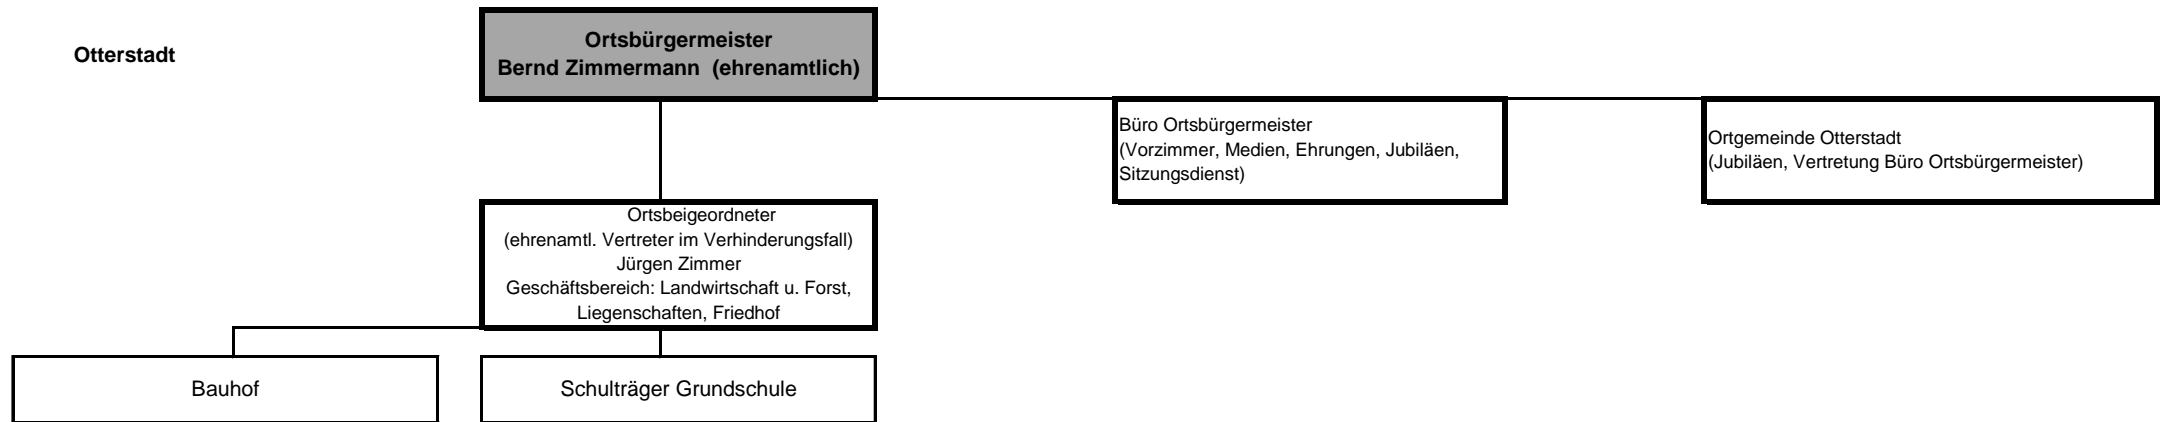 Otterstadt
Ortsbürgermeister
Bernd Zimmermann  (ehrenamtlich)
Büro Ortsbürgermeister
(Vorzimmer, Medien, Ehrungen, Jubiläen,
Sitzungsdienst)
Ortgemeinde Otterstadt
(Jubiläen, Vertretung Büro Ortsbürgermeister)
Ortsbeigeordneter
(ehrenamtl. Vertreter im Verhinderungsfall)
Jürgen Zimmer
Geschäftsbereich: Landwirtschaft u. Forst,
Liegenschaften, Friedhof
Bauhof
Schulträger Grundschule